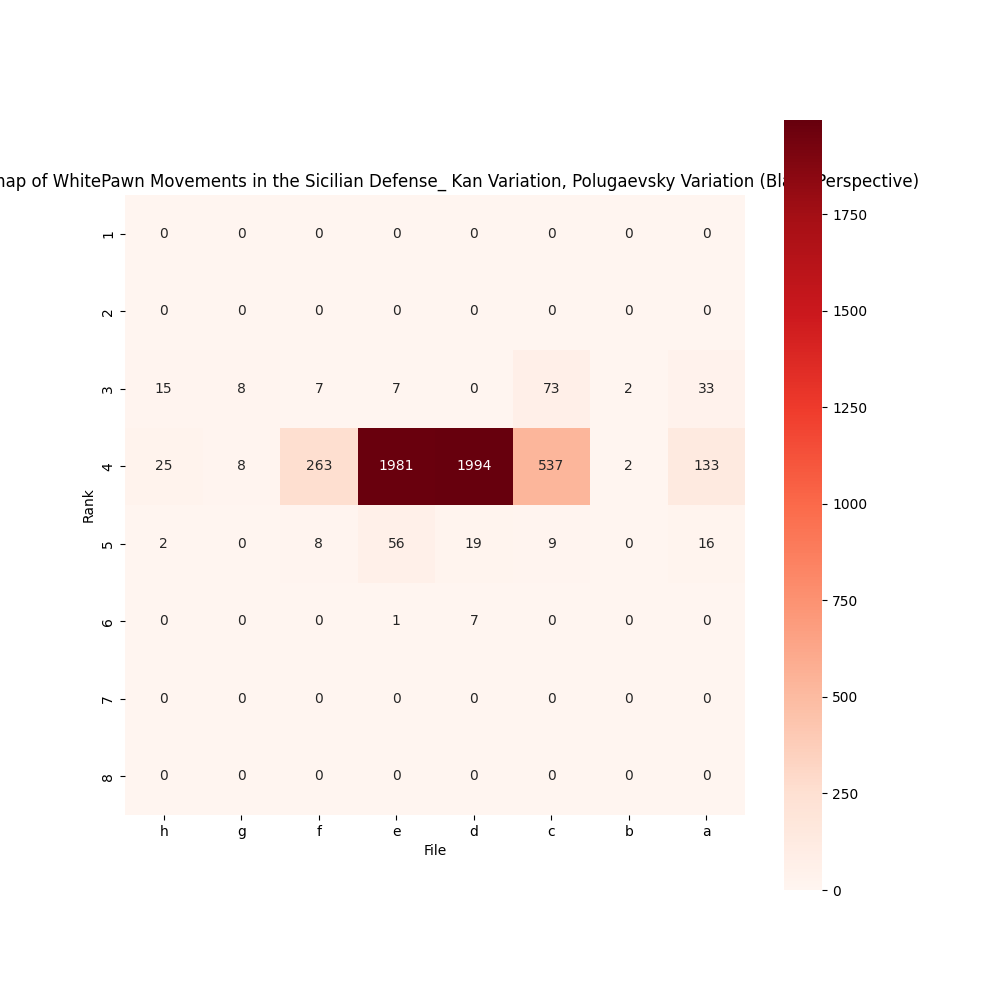 map of WhitePawn Movements in the Sicilian Defense_ Kan Variation, Polugaevsky Variation (Bla Perspective)
1 0 0 0 0 0 0 0 0
2 0 0 0 0 0 0 0 0
3 15 8 7 7 0 73 2 33
4 25 8 263 1981 1994 537 2 133
5 2 0 8 56 19 9 0 16
6 0 0 0 1 7 0 0 0
7 0 0 0 0 0 0 0 0
8 0 0 0 0 0 0 0 0
Rank
h g f e d c b a
File
1750
1500
1250
1000
750
500
250
0